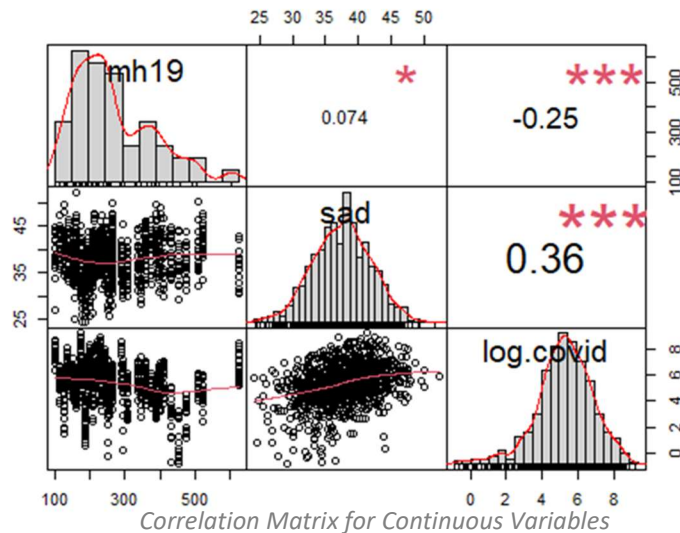 25 30 35 40 45 50
mh19
*
0.074
***
-0.25
100 300 500
25 35 45
sad
***
0.36
log.covid
0 2 4 6 8
100 300 500
0 2 4 6 8
Correlation Matrix for Continuous Variables